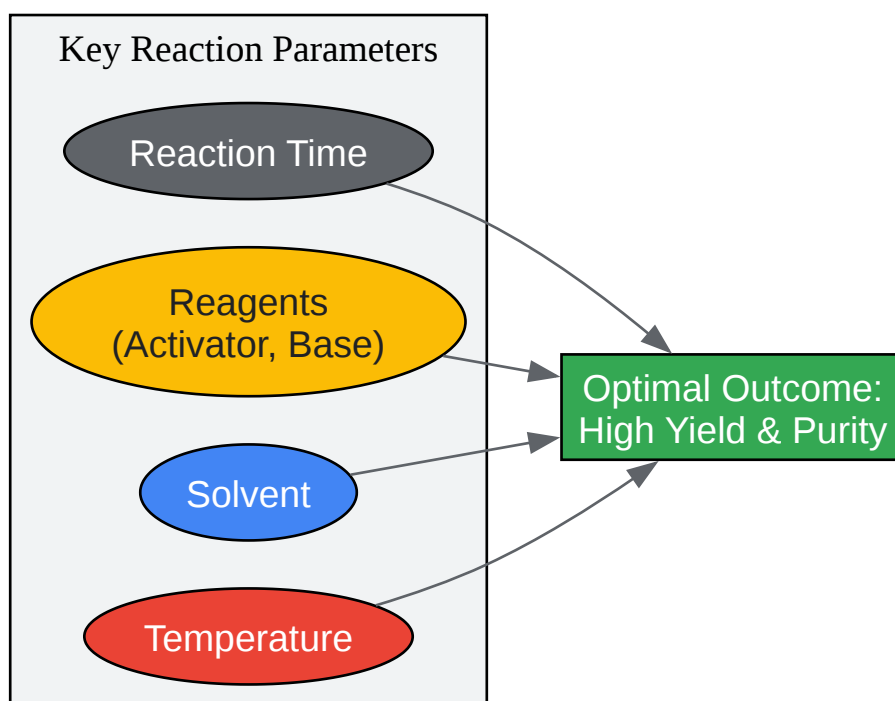 Key Reaction Parameters
Reaction Time
Reagents
(Activator, Base)
Solvent
Temperature
Optimal Outcome:
High Yield & Purity